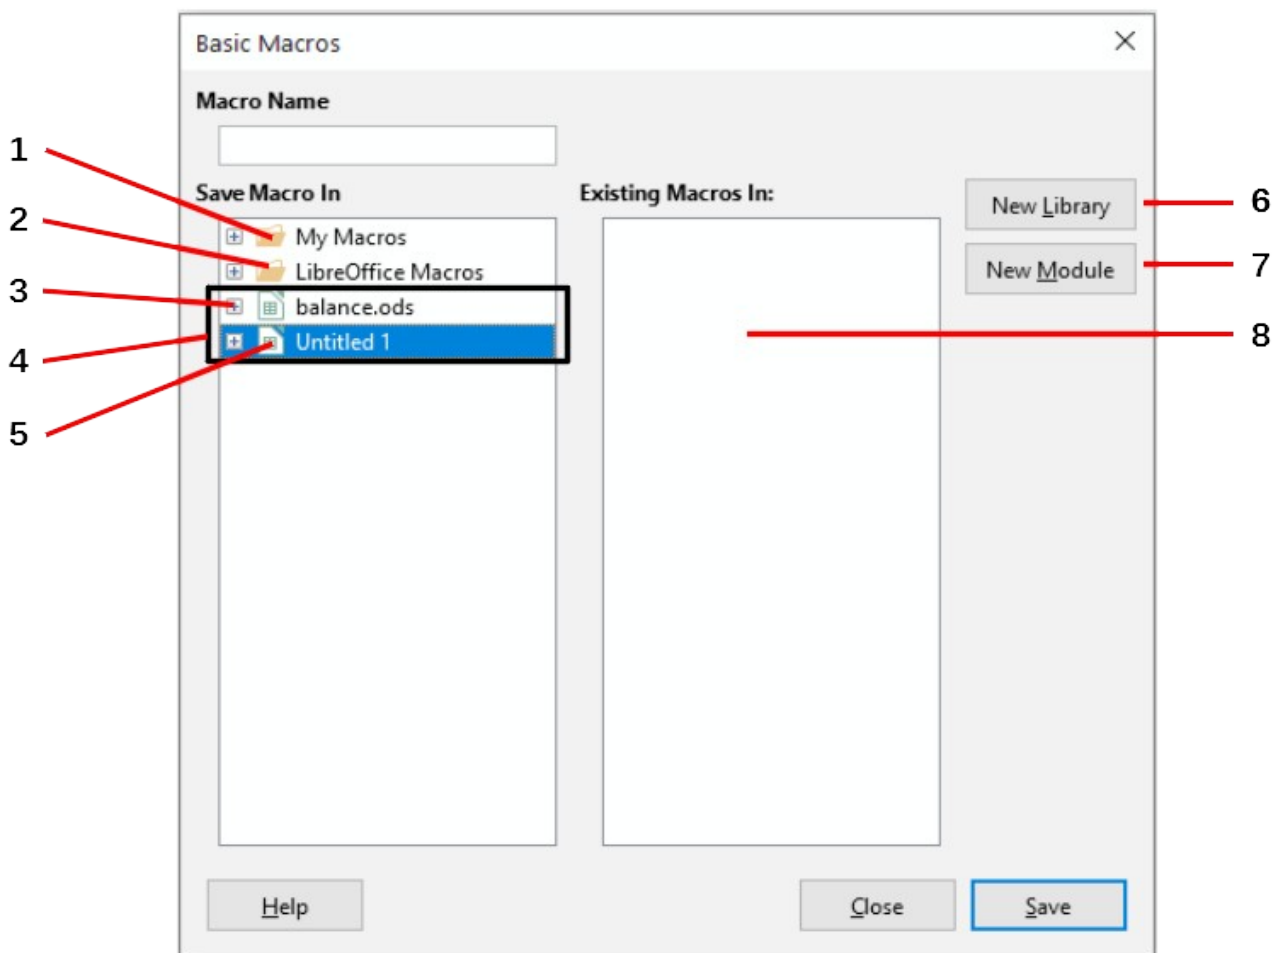 Basic Macros
Macro Name
1
Save Macro In
Existing Macros In:
New Library
6
2
My Macros
LibreOffice Macros
New Module
7
3
balance.ods
4
Untitled 1
8
5
Help
Close
Save